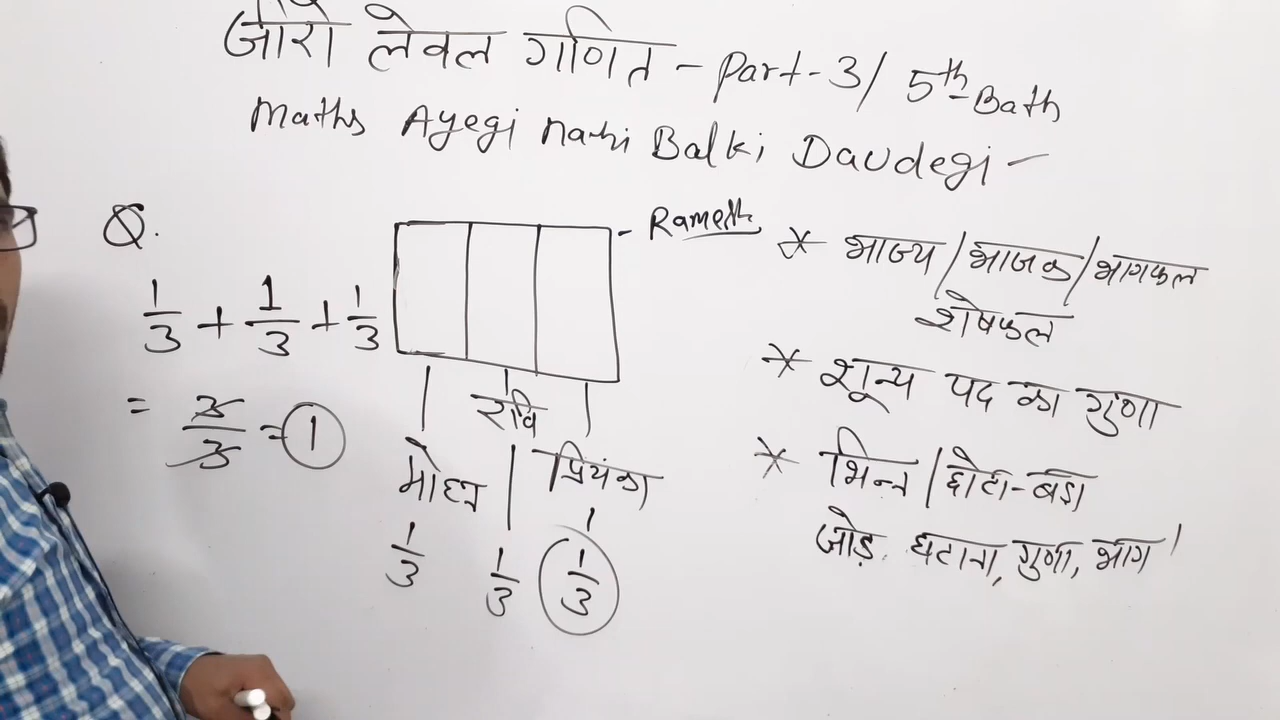 जीरो लेवल गणित - Part-3/ 5th Bath
Maths Ayegi nahi Balki Daudegi -
Q.
1/3 + 1/3 + 1/3
= 3/3 = 1
- Ramesh
रवि
मोहन | प्रियंका
1/3 1/3 1/3
* भाज्य/भाजक/भागफल
शेषफल
* शून्य पद का गुणा
* भिन्न/छोटा-बड़ा
जोड़, घटाना, गुणा, भाग